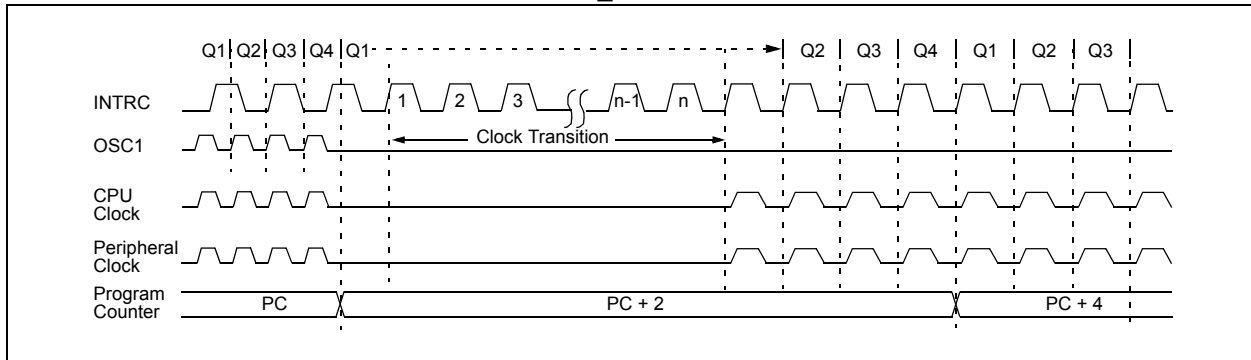 Q1 Q2 Q3 Q4 Q1 Q2 Q3 Q4 Q1 Q2 Q3
INTRC
1 2 3 n-1 n
OSC1
Clock Transition
CPU
Clock
Peripheral
Clock
Program
Counter
PC PC + 2 PC + 4